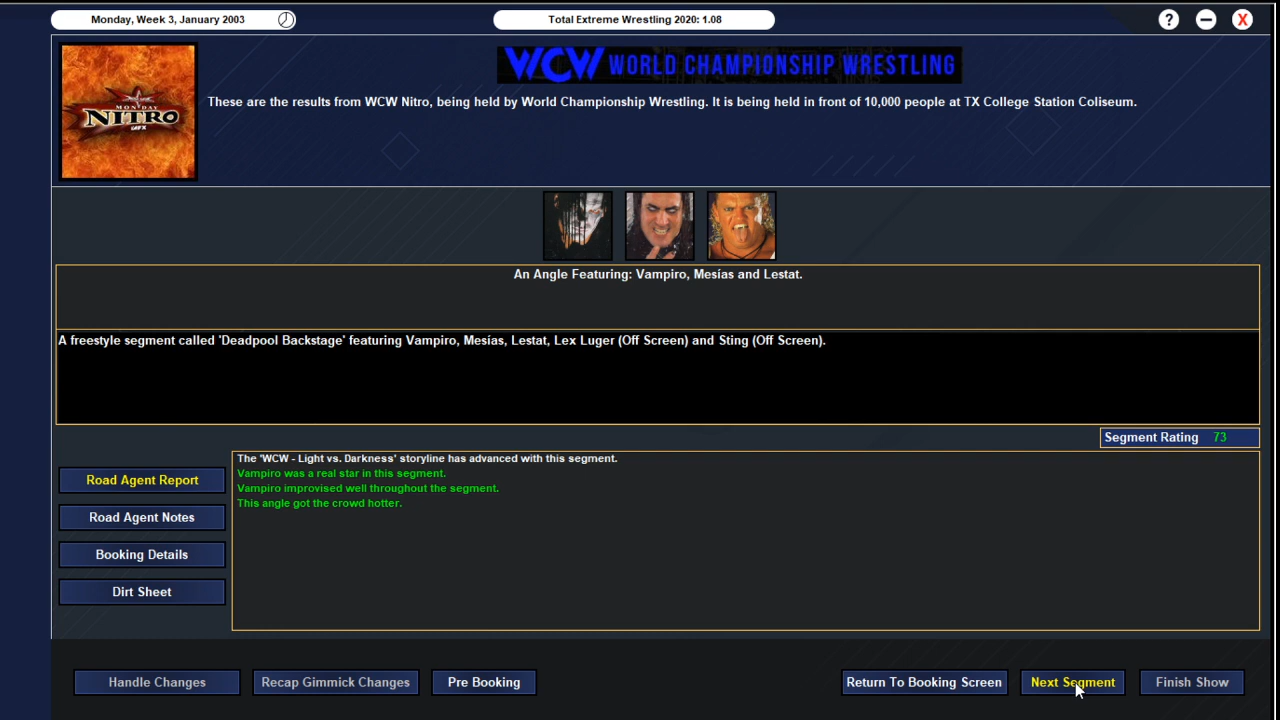 Monday, Week 3, January 2003
Total Extreme Wrestling 2020: 1.08
?
X
MONDAY
NITRO
WCW WORLD CHAMPIONSHIP WRESTLING
These are the results from WCW Nitro, being held by World Championship Wrestling. It is being held in front of 10,000 people at TX College Station Coliseum.
An Angle Featuring: Vampiro, Mesías and Lestat.
A freestyle segment called 'Deadpool Backstage' featuring Vampiro, Mesías, Lestat, Lex Luger (Off Screen) and Sting (Off Screen).
Segment Rating 73
Road Agent Report
Road Agent Notes
Booking Details
Dirt Sheet
The 'WCW - Light vs. Darkness' storyline has advanced with this segment.
Vampiro was a real star in this segment.
Vampiro improvised well throughout the segment.
This angle got the crowd hotter.
Handle Changes
Recap Gimmick Changes
Pre Booking
Return To Booking Screen
Next Segment
Finish Show